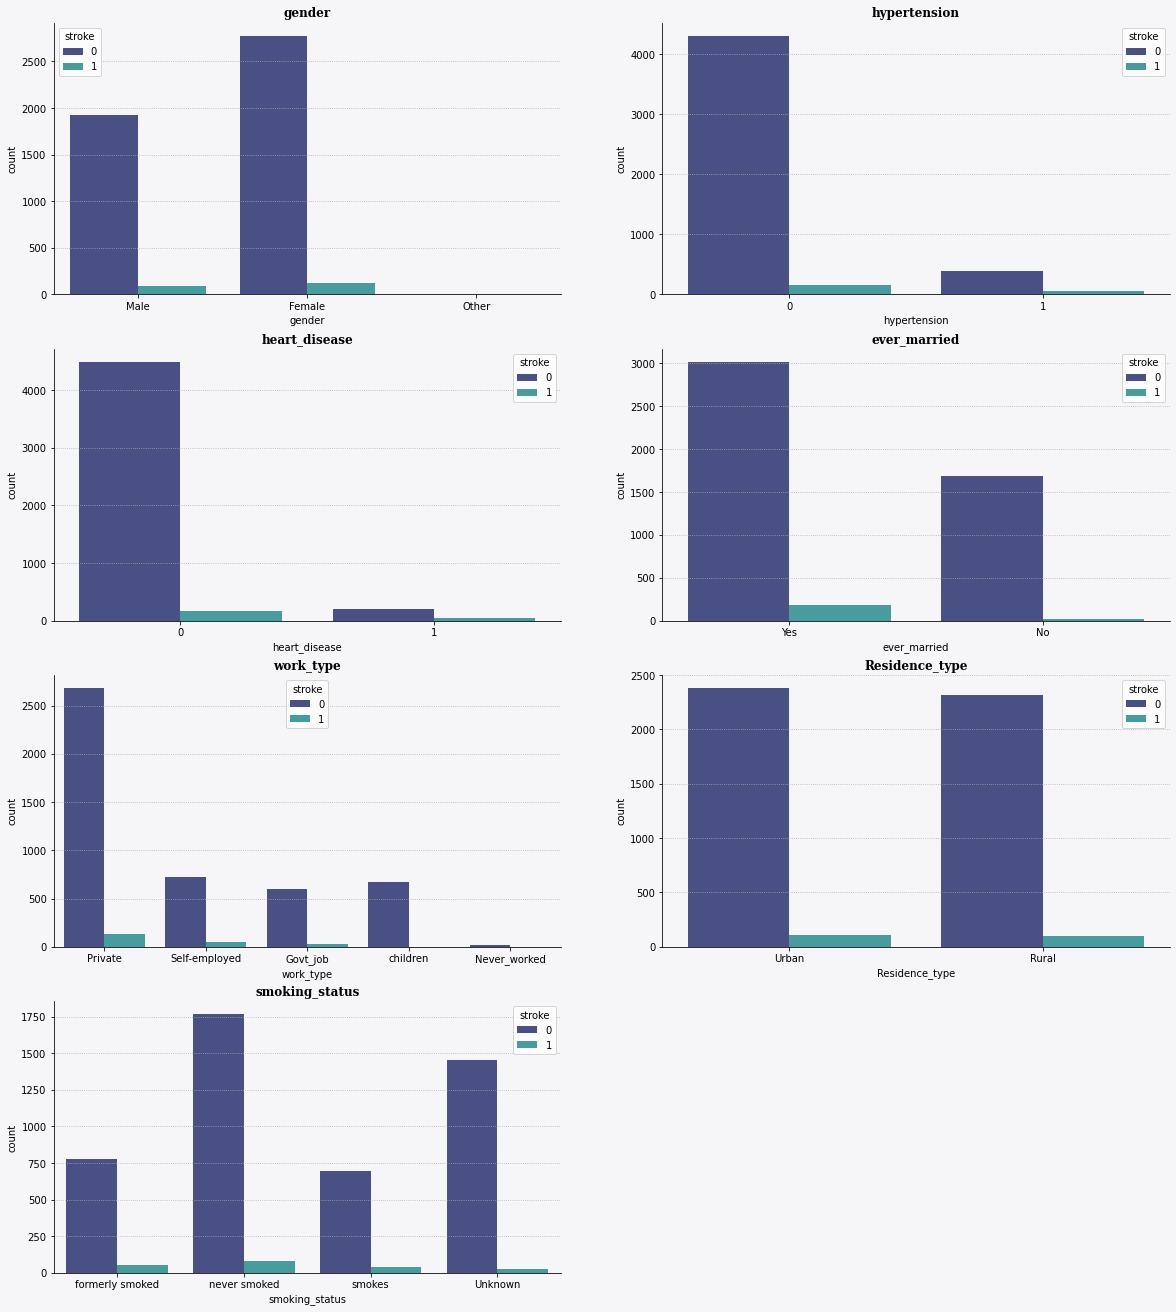 gender
stroke
0
1
2500
2000
1500
1000
500
0
count
Male Female Other
gender
hypertension
stroke
0
1
4000
3000
2000
1000
0
count
0 1
hypertension
heart_disease
stroke
0
1
4000
3000
2000
1000
0
count
0 1
heart_disease
ever_married
stroke
0
1
3000
2500
2000
1500
1000
500
0
count
Yes No
ever_married
work_type
stroke
0
1
2500
2000
1500
1000
500
0
count
Private Self-employed Govt_job children Never_worked
work_type
Residence_type
stroke
0
1
2500
2000
1500
1000
500
0
count
Urban Rural
Residence_type
smoking_status
stroke
0
1
1750
1500
1250
1000
750
500
250
0
count
formerly smoked never smoked smokes Unknown
smoking_status